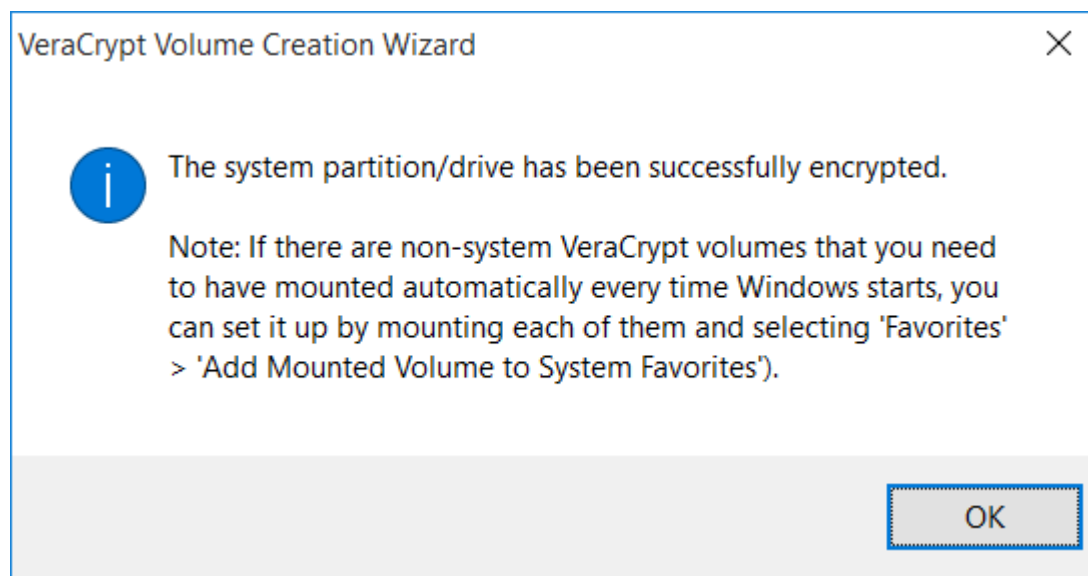 VeraCrypt Volume Creation Wizard
The system partition/drive has been successfully encrypted.
Note: If there are non-system VeraCrypt volumes that you need
to have mounted automatically every time Windows starts, you
can set it up by mounting each of them and selecting 'Favorites'
> 'Add Mounted Volume to System Favorites').
OK